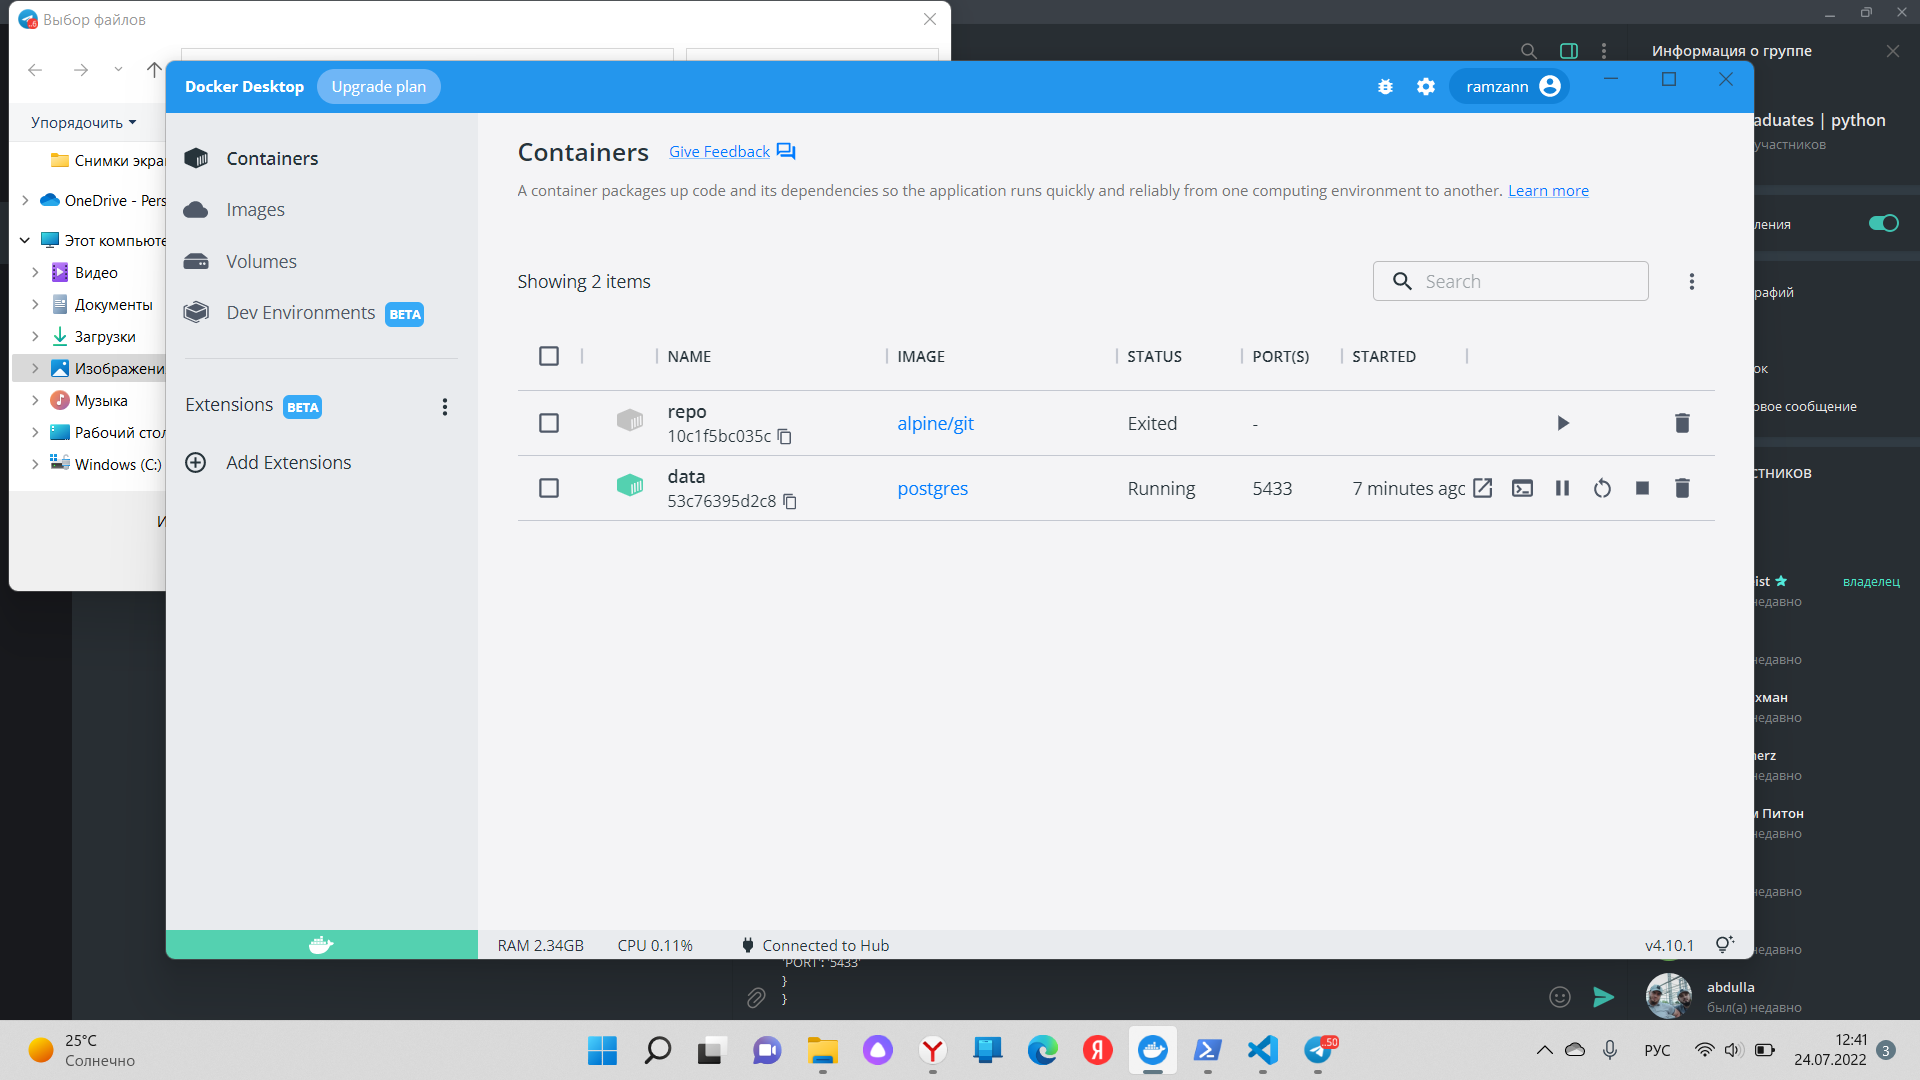 Выбор файлов
Упорядочить
Снимки экра
OneDrive - Pers
Этот компьюте
Видео
Документы
Загрузки
Изображени
Музыка
Рабочий стол
Windows (C:)
И
Docker Desktop
Upgrade plan
ramzann
Containers
Images
Volumes
Dev Environments BETA
Extensions BETA
Add Extensions
Containers
Give Feedback
A container packages up code and its dependencies so the application runs quickly and reliably from one computing environment to another. Learn more
Showing 2 items
Search
NAME IMAGE STATUS PORT(S) STARTED
repo
10c1f5bc035c
alpine/git
Exited
-
data
53c76395d2c8
postgres
Running
5433
7 minutes agc
RAM 2.34GB CPU 0.11% Connected to Hub
v4.10.1
Информация о группе
aduates | python
участников
ления
рафий
ок
овое сообщение
стников
ist
владелец
недавно
недавно
хман
недавно
nerz
недавно
м Питон
недавно
недавно
недавно
abdulla
был(а) недавно
'PORT': '5433'
}
}
25°C
Солнечно
.50
РУС
12:41
24.07.2022
3